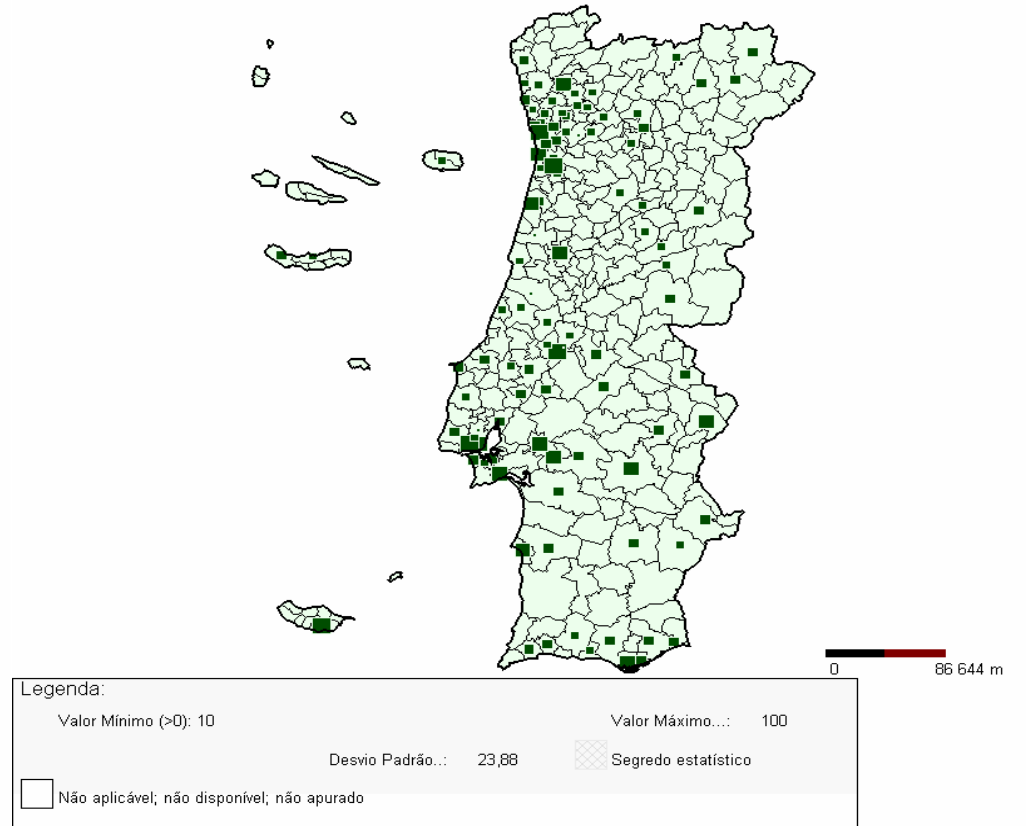 0 86 644 m
Legenda:
Valor Mínimo (>0): 10 Valor Máximo...: 100
Desvio Padrão..: 23,88 Segredo estatístico
Não aplicável; não disponível; não apurado